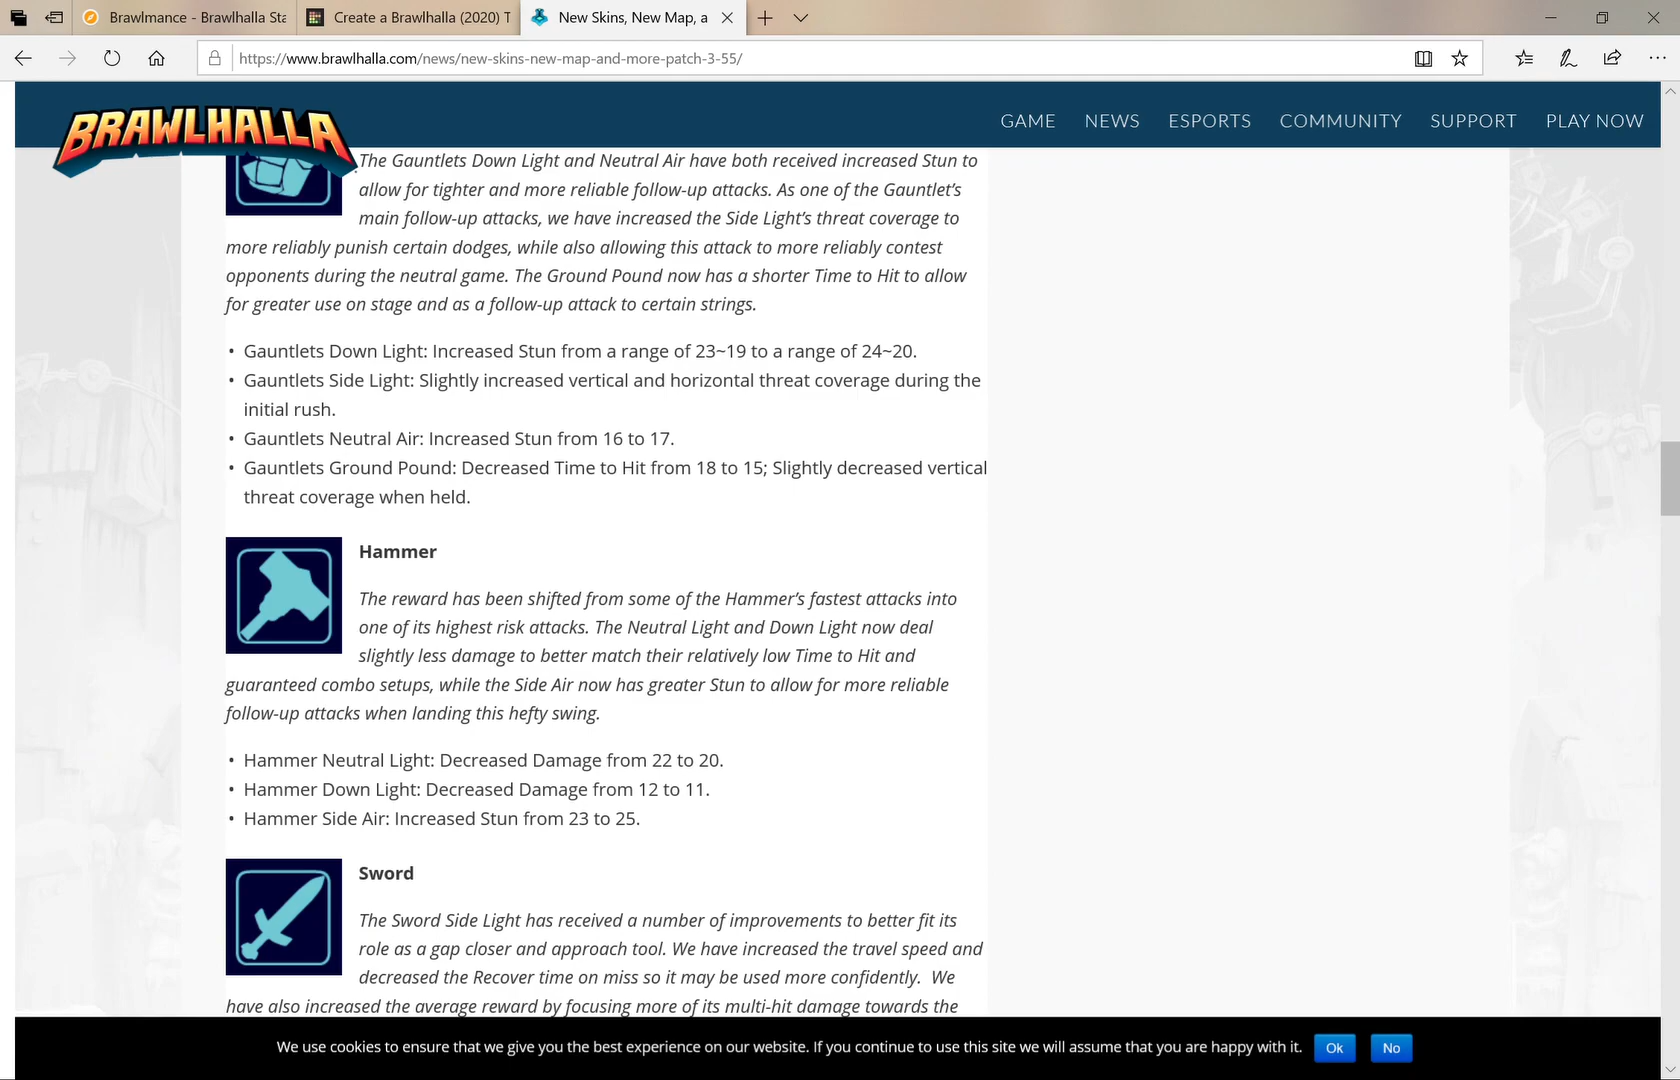 Brawlmance - Brawlhalla Sta
Create a Brawlhalla (2020) T
New Skins, New Map, a
https://www.brawlhalla.com/news/new-skins-new-map-and-more-patch-3-55/
BRAWLHALLA
GAME NEWS ESPORTS COMMUNITY SUPPORT PLAY NOW
The Gauntlets Down Light and Neutral Air have both received increased Stun to
allow for tighter and more reliable follow-up attacks. As one of the Gauntlet’s
main follow-up attacks, we have increased the Side Light’s threat coverage to
more reliably punish certain dodges, while also allowing this attack to more reliably contest
opponents during the neutral game. The Ground Pound now has a shorter Time to Hit to allow
for greater use on stage and as a follow-up attack to certain strings.
• Gauntlets Down Light: Increased Stun from a range of 23~19 to a range of 24~20.
• Gauntlets Side Light: Slightly increased vertical and horizontal threat coverage during the
initial rush.
• Gauntlets Neutral Air: Increased Stun from 16 to 17.
• Gauntlets Ground Pound: Decreased Time to Hit from 18 to 15; Slightly decreased vertical
threat coverage when held.
Hammer
The reward has been shifted from some of the Hammer’s fastest attacks into
one of its highest risk attacks. The Neutral Light and Down Light now deal
slightly less damage to better match their relatively low Time to Hit and
guaranteed combo setups, while the Side Air now has greater Stun to allow for more reliable
follow-up attacks when landing this hefty swing.
• Hammer Neutral Light: Decreased Damage from 22 to 20.
• Hammer Down Light: Decreased Damage from 12 to 11.
• Hammer Side Air: Increased Stun from 23 to 25.
Sword
The Sword Side Light has received a number of improvements to better fit its
role as a gap closer and approach tool. We have increased the travel speed and
decreased the Recover time on miss so it may be used more confidently.  We
have also increased the average reward by focusing more of its multi-hit damage towards the
We use cookies to ensure that we give you the best experience on our website. If you continue to use this site we will assume that you are happy with it. Ok No